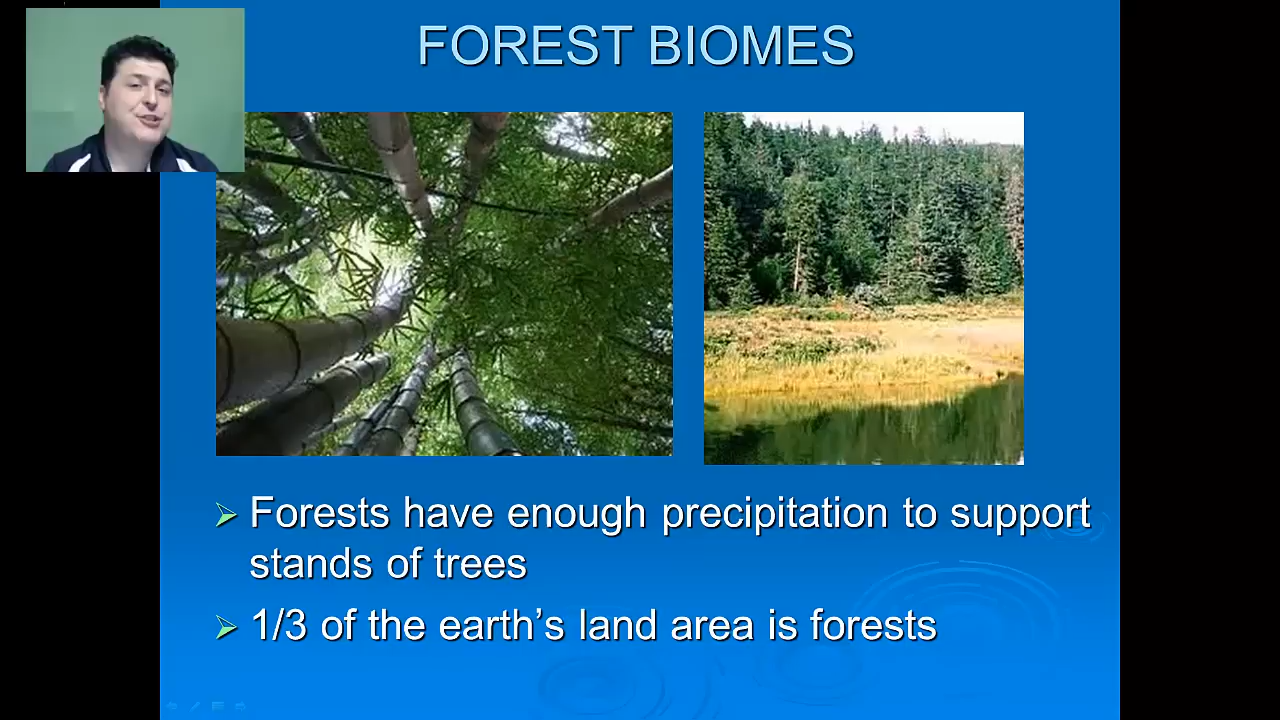 FOREST BIOMES
Forests have enough precipitation to support
stands of trees
1/3 of the earth’s land area is forests